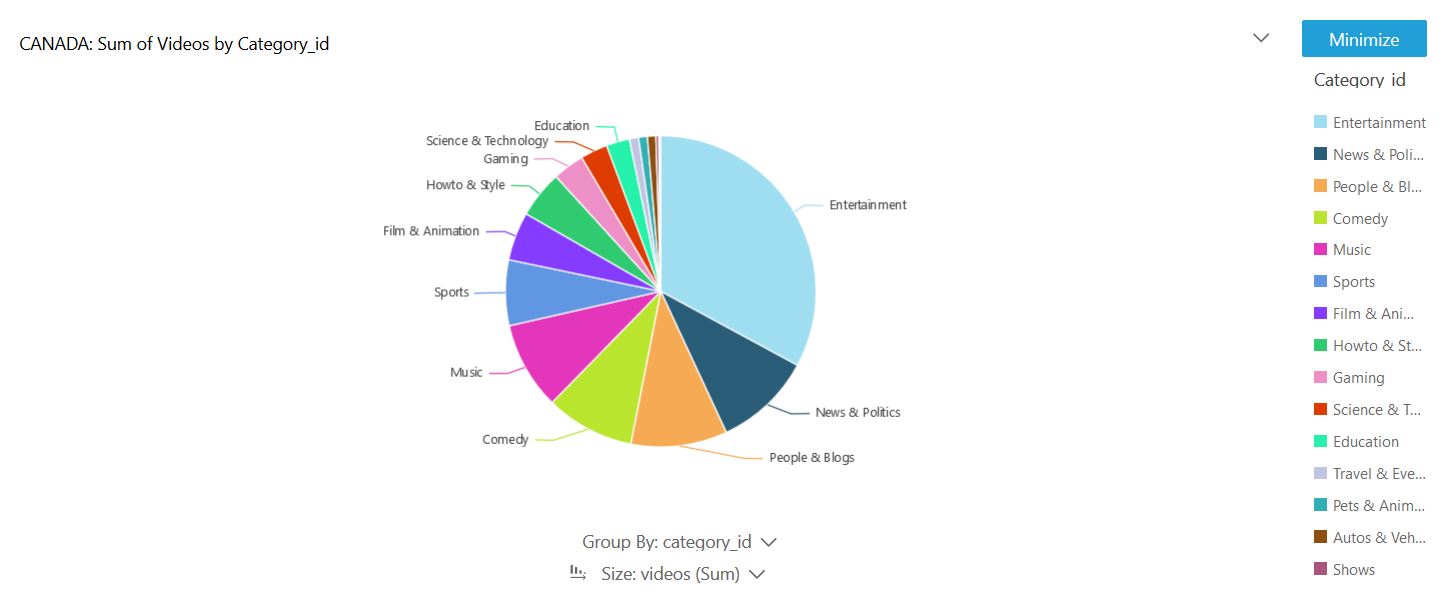 CANADA: Sum of Videos by Category_id
Minimize
Category_id
Education
Science & Technology
Gaming
Howto & Style
Film & Animation
Sports
Music
Comedy
Entertainment
News & Politics
People & Blogs
Entertainment
News & Poli...
People & Bl...
Comedy
Music
Sports
Film & Ani...
Howto & St...
Gaming
Science & T...
Education
Travel & Eve...
Pets & Anim...
Autos & Veh...
Shows
Group By: category_id
Size: videos (Sum)